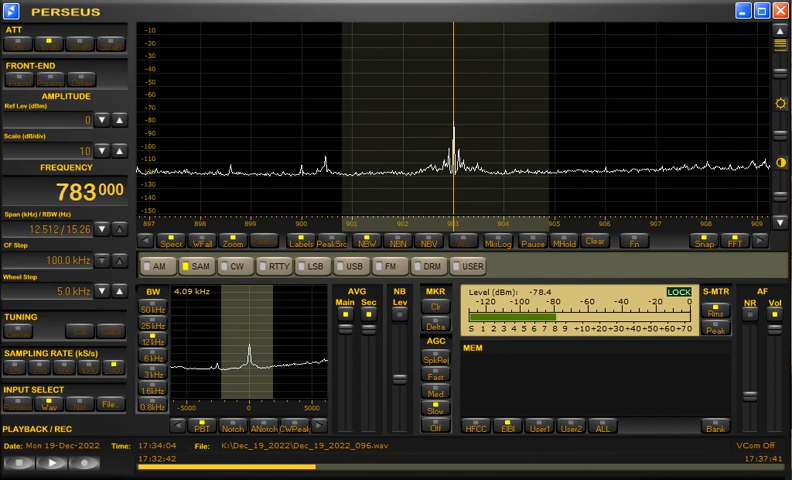 PERSEUS
ATT
FRONT-END
AMPLITUDE
Ref Lev (dBm)
0
Scale (dB/div)
10
FREQUENCY
783000
Span (kHz) / RBW (Hz)
12.512/15.26
CF Step
100.0 kHz
Wheel Step
5.0 kHz
TUNING
SAMPLING RATE (kS/s)
INPUT SELECT
Wav File..
PLAYBACK / REC
-10
-20
-30
-40
-50
-60
-70
-80
-90
-100
-110
-120
-130
-140
-150
897 898 899 900 901 902 903 904 905 906 907 908 909
Spect WFall Zoom Labels PeakSrc NBW NBN NBV MkrLog Pause MHold Clear Fn Snap FFT
AM SAM CW RTTY LSB USB FM DRM USER
BW
50kHz
25 kHz
12 kHz
6 kHz
3 kHz
1.6kHz
0.8kHz
4.09 kHz
-5000 0 5000
PBT Notch ANotch CWPeak
AVG
Main Sec
NB
Lev
MKR
Clr
Delta
AGC
SpkRej
Fast
Med
Slow
Off
Level (dBm): -78.4 LOCK
-120 -100 -80 -60 -40 -20 0
S 1 2 3 4 5 6 7 8 9 +10+20+30+40+50+60+70
S-MTR
Rms
Peak
AF
NR Vol
MEM
HFCC EIBI User1 User2 ALL Bank
Date: Mon 19-Dec-2022 Time: 17:34:04 File: K:\Dec_19_2022\Dec_19_2022_096.wav VCom Off
17:32:42 17:37:41